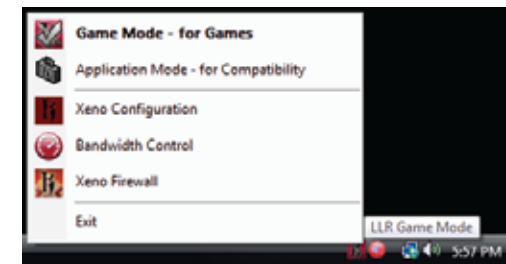 Game Mode - for Games
Application Mode - for Compatibility
Xeno Configuration
Bandwidth Control
Xeno Firewall
Exit
LLR Game Mode
5:57 PM